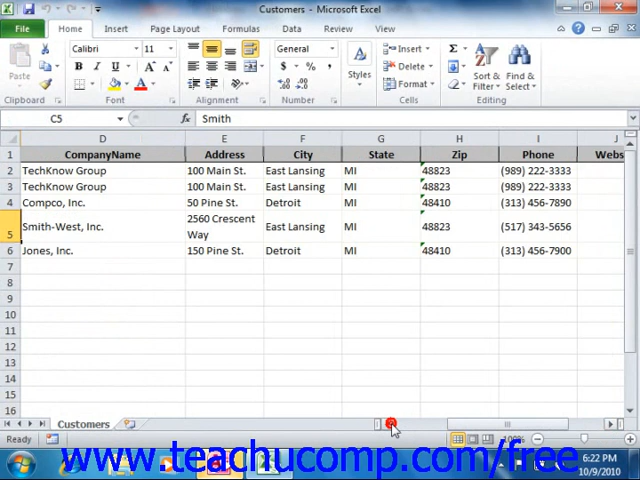 Customers - Microsoft Excel
File Home Insert Page Layout Formulas Data Review View
Paste Calibri 11 General Styles Insert Delete Format Sort & Filter Find & Select
B I U A A $ % ,
Clipboard Font Alignment Number Cells Editing
C5 fx Smith
D E F G H I J
1 CompanyName Address City State Zip Phone Webs
2 TechKnow Group 100 Main St. East Lansing MI 48823 (989) 222-3333
3 TechKnow Group 100 Main St. East Lansing MI 48823 (989) 222-3333
4 Compco, Inc. 50 Pine St. Detroit MI 48410 (313) 456-7890
5 Smith-West, Inc. 2560 Crescent Way East Lansing MI 48823 (517) 343-5656
6 Jones, Inc. 150 Pine St. Detroit MI 48410 (313) 456-7900
7
8
9
10
11
12
13
14
15
16
Customers
Ready 100%
www.teachucomp.com/free
6:22 PM
10/9/2010